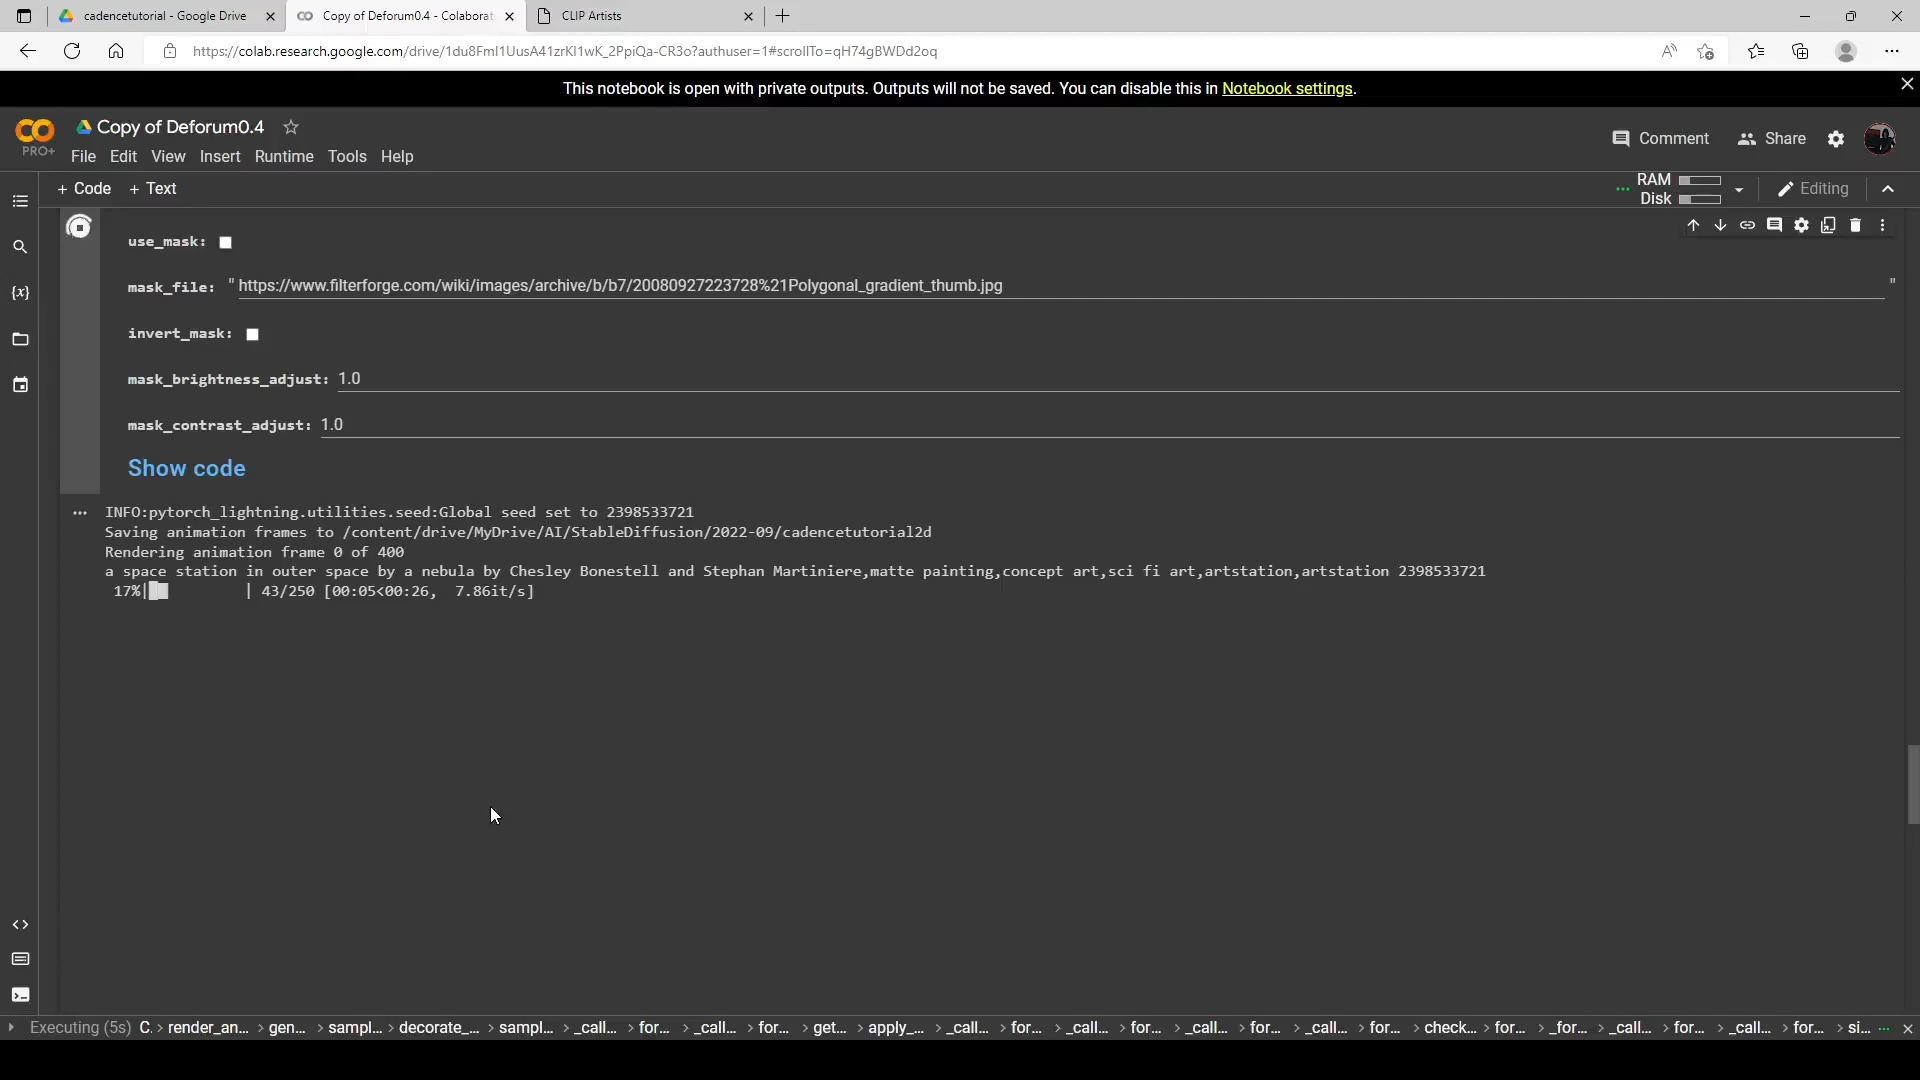 cadencetutorial - Google Drive
Copy of Deforum0.4 - Colaborat
CLIP Artists
https://colab.research.google.com/drive/1du8FmI1UusA41zrKI1wK_2PpiQa-CR3o?authuser=1#scrollTo=qH74gBWDd2oq
This notebook is open with private outputs. Outputs will not be saved. You can disable this in Notebook settings.
CO
PRO+
Copy of Deforum0.4
File Edit View Insert Runtime Tools Help
Comment Share
+ Code + Text
RAM
Disk
Editing
use_mask:
mask_file: "https://www.filterforge.com/wiki/images/archive/b/b7/20080927223728%21Polygonal_gradient_thumb.jpg"
invert_mask:
mask_brightness_adjust: 1.0
mask_contrast_adjust: 1.0
Show code
INFO:pytorch_lightning.utilities.seed:Global seed set to 2398533721
Saving animation frames to /content/drive/MyDrive/AI/StableDiffusion/2022-09/cadencetutorial2d
Rendering animation frame 0 of 400
a space station in outer space by a nebula by Chesley Bonestell and Stephan Martiniere,matte painting,concept art,sci fi art,artstation,artstation 2398533721
17%| | 43/250 [00:05<00:26, 7.86it/s]
Executing (5s) C. > render_an... > gen... > sampl... > decorate_... > sampl... > _call... > for... > _call... > for... > get... > apply_... > _call... > for... > _call... > for... > _call... > for... > _call... > for... > check... > for... > _for... > _call... > for... > _call... > for... > si...